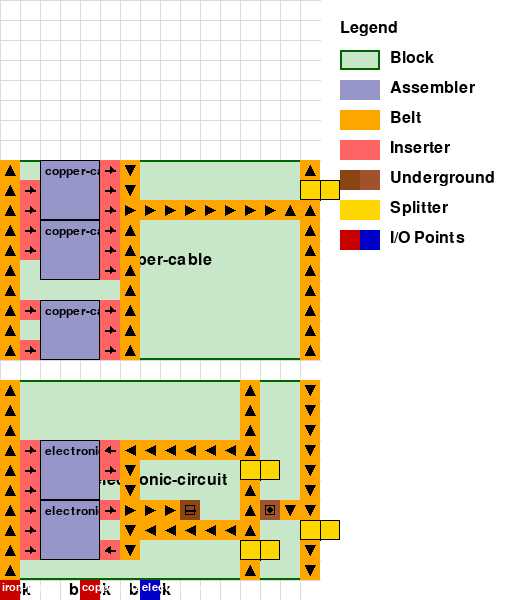 Legend
Block
Assembler
Belt
Inserter
Underground
Splitter
I/O Points
copper-ca
copper-ca
per-cable
copper-ca
electroni
onic-circuit
electroni
iron-
k
b
cop
k
b
elec
k